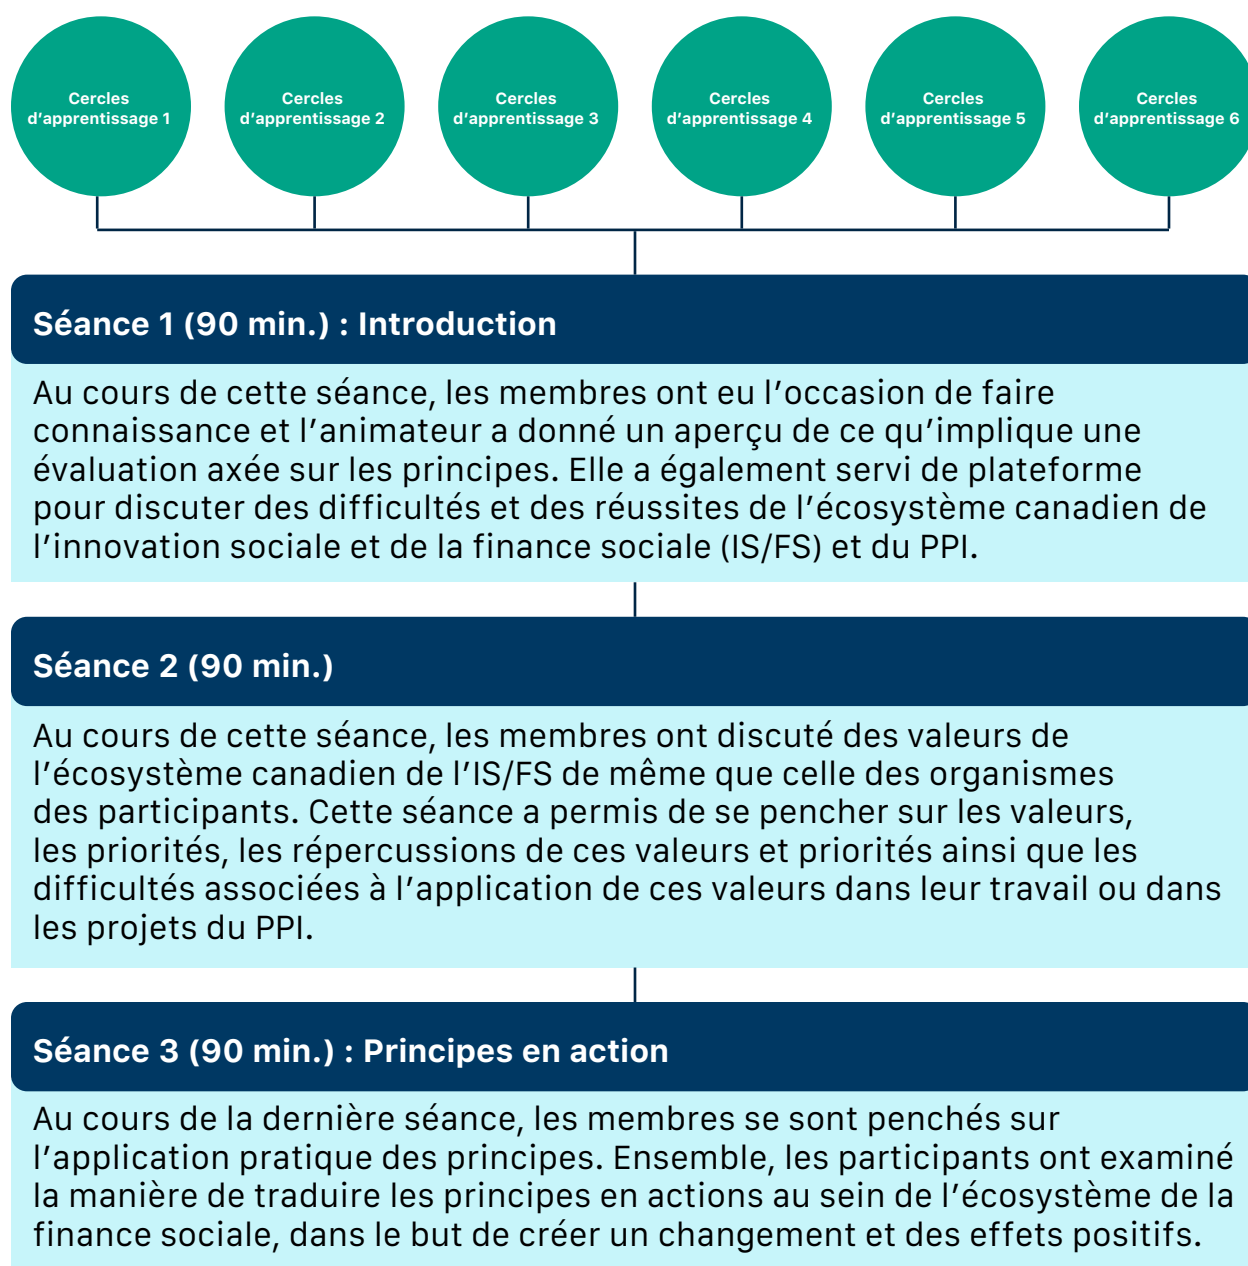 Cercles
d'apprentissage 1
Cercles
d'apprentissage 2
Cercles
d'apprentissage 3
Cercles
d'apprentissage 4
Cercles
d'apprentissage 5
Cercles
d'apprentissage 6
Séance 1 (90 min.) : Introduction
Au cours de cette séance, les membres ont eu l'occasion de faire
connaissance et l'animateur a donné un aperçu de ce qu'implique une
évaluation axée sur les principes. Elle a également servi de plateforme
pour discuter des difficultés et des réussites de l'écosystème canadien de
l'innovation sociale et de la finance sociale (IS/FS) et du PPI.
Séance 2 (90 min.)
Au cours de cette séance, les membres ont discuté des valeurs de
l'écosystème canadien de l'IS/FS de même que celle des organismes
des participants. Cette séance a permis de se pencher sur les valeurs,
les priorités, les répercussions de ces valeurs et priorités ainsi que les
difficultés associées à l'application de ces valeurs dans leur travail ou dans
les projets du PPI.
Séance 3 (90 min.) : Principes en action
Au cours de la dernière séance, les membres se sont penchés sur
l'application pratique des principes. Ensemble, les participants ont examiné
la manière de traduire les principes en actions au sein de l'écosystème de la
finance sociale, dans le but de créer un changement et des effets positifs.